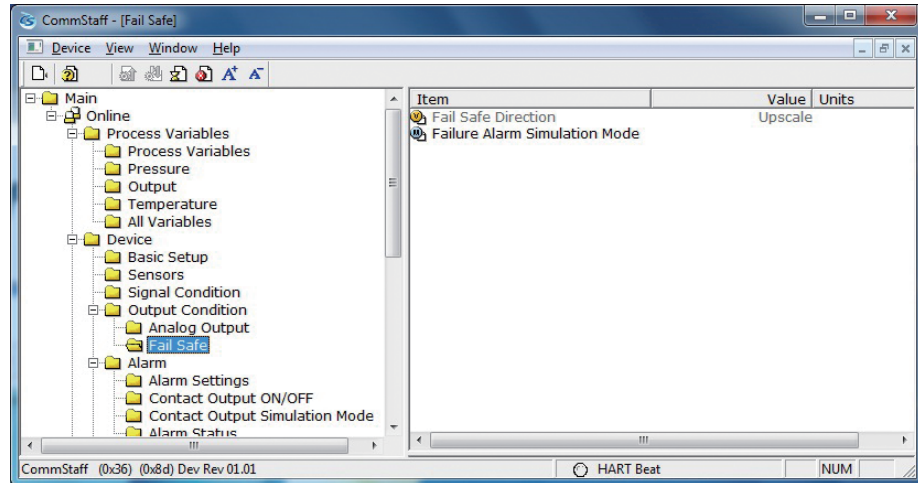 CommStaff - [Fail Safe]
Device View Window Help
A+ A-
Main
Online
Process Variables
Process Variables
Pressure
Output
Temperature
All Variables
Device
Basic Setup
Sensors
Signal Condition
Output Condition
Analog Output
Fail Safe
Alarm
Alarm Settings
Contact Output ON/OFF
Contact Output Simulation Mode
Alarm Status
Item Value Units
Fail Safe Direction Upscale
Failure Alarm Simulation Mode
CommStaff (0x36) (0x8d) Dev Rev 01.01 HART Beat NUM